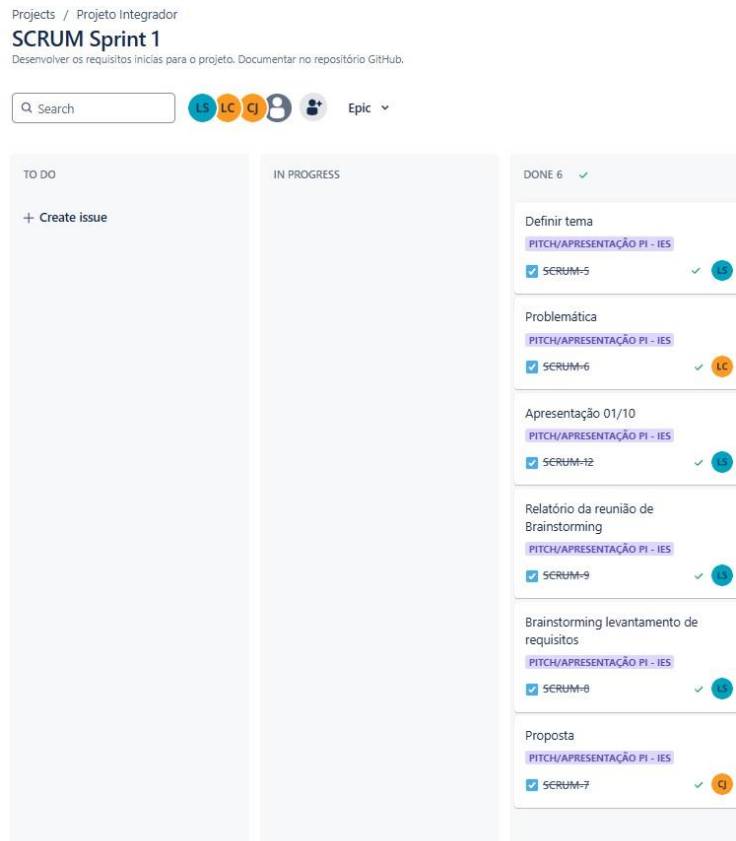 Projects / Projeto Integrador
SCRUM Sprint 1
Desenvolver os requisitos inicias para o projeto. Documentar no repositório GitHub.
Search
LS LC CJ
Epic
TO DO
+ Create issue
IN PROGRESS
DONE 6
Definir tema
PITCH/APRESENTAÇÃO PI - IES
SCRUM-5
LS
Problemática
PITCH/APRESENTAÇÃO PI - IES
SCRUM-6
LC
Apresentação 01/10
PITCH/APRESENTAÇÃO PI - IES
SCRUM-12
LS
Relatório da reunião de
Brainstorming
PITCH/APRESENTAÇÃO PI - IES
SCRUM-9
LS
Brainstorming levantamento de
requisitos
PITCH/APRESENTAÇÃO PI - IES
SCRUM-8
LS
Proposta
PITCH/APRESENTAÇÃO PI - IES
SCRUM-7
CJ